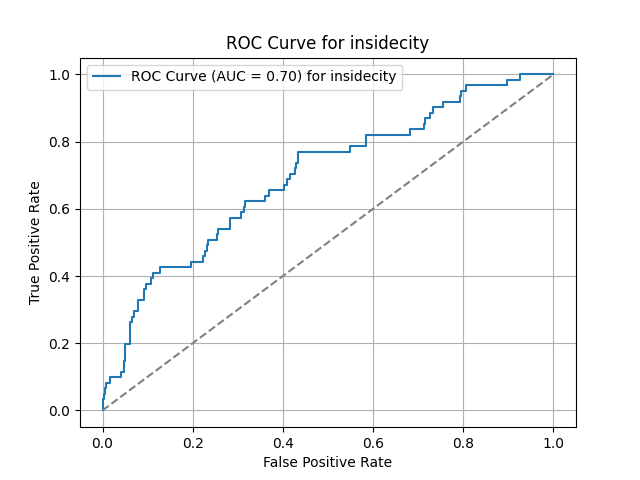 ROC Curve for insidecity
ROC Curve (AUC = 0.70) for insidecity
True Positive Rate
1.0
0.8
0.6
0.4
0.2
0.0
0.0 0.2 0.4 0.6 0.8 1.0
False Positive Rate